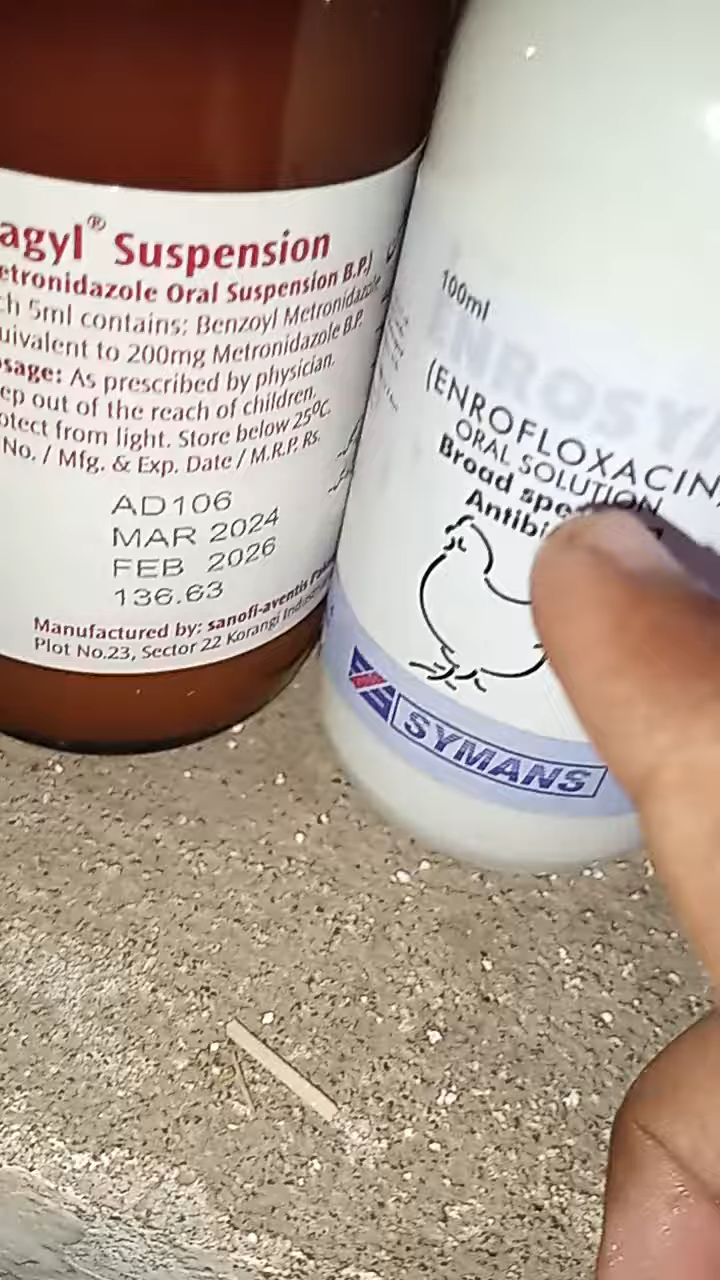 agyl® Suspension
etronidazole Oral Suspension B.P.)
ch 5ml contains: Benzoyl Metronidazole
uivalent to 200mg Metronidazole B.P.
sage: As prescribed by physician.
ep out of the reach of children.
otect from light. Store below 25°C.
No. / Mfg. & Exp. Date / M.R.P. Rs.
AD106
MAR 2024
FEB 2026
136.63
Manufactured by: sanofi-aventis
Plot No.23, Sector 22 Korangi
100ml
ENROSY
(ENROFLOXACIN
ORAL SOLUTION
Broad spe
Antibi
SYMANS